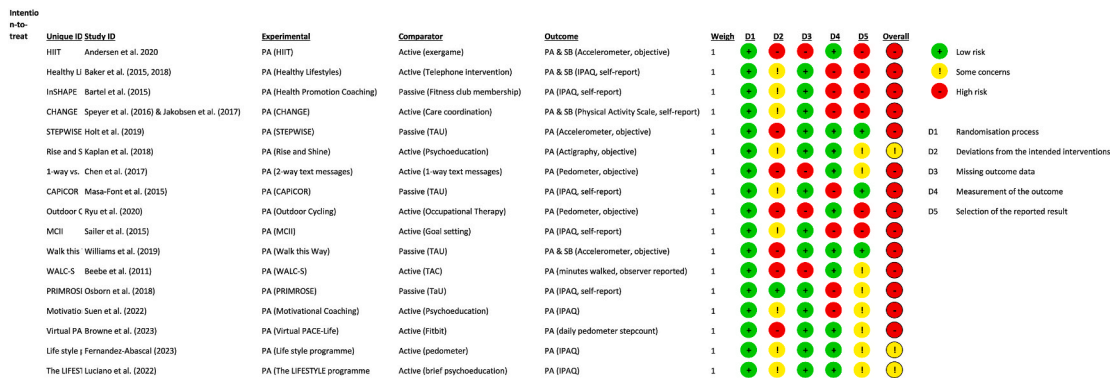 Intentio
n-to-
treat
Unique ID Study ID Experimental Comparator Outcome Weigh D1 D2 D3 D4 D5 Overall
HIIT Andersen et al. 2020 PA (HIIT) Active (exergame) PA & SB (Accelerometer, objective) 1 + - - + - - + Low risk
Healthy Li Baker et al. (2015, 2018) PA (Healthy Lifestyles) Active (Telephone intervention) PA & SB (IPAQ, self-report) 1 + ! + - - - ! Some concerns
InSHAPE Bartel et al. (2015) PA (Health Promotion Coaching) Passive (Fitness club membership) PA (IPAQ, self-report) 1 + ! + - - - - High risk
CHANGE Speyer et al. (2016) & Jakobsen et al. (2017) PA (CHANGE) Active (Care coordination) PA & SB (Physical Activity Scale, self-report) 1 + ! + - - -
STEPWISE Holt et al. (2019) PA (STEPWISE) Passive (TAU) PA (Accelerometer, objective) 1 + - + + + - D1 Randomisation process
Rise and S Kaplan et al. (2018) PA (Rise and Shine) Active (Psychoeducation) PA (Actigraphy, objective) 1 + ! + + ! ! D2 Deviations from the intended interventions
1-way vs. Chen et al. (2017) PA (2-way text messages) Active (1-way text messages) PA (Pedometer, objective) 1 + - - + ! - D3 Missing outcome data
CAPiCOR Masa-Font et al. (2015) PA (CAPiCOR) Passive (TAU) PA (IPAQ, self-report) 1 + ! + - + - D4 Measurement of the outcome
Outdoor C Ryu et al. (2020) PA (Outdoor Cycling) Active (Occupational Therapy) PA (Pedometer, objective) 1 + - - + - - D5 Selection of the reported result
MCII Sailer et al. (2015) PA (MCII) Active (Goal setting) PA (IPAQ, self-report) 1 + ! + - - -
Walk this Williams et al. (2019) PA (Walk this Way) Passive (TAU) PA & SB (Accelerometer, objective) 1 + - + + + -
WALC-S Beebe et al. (2011) PA (WALC-S) Active (TAC) PA (minutes walked, observer reported) 1 + - - + ! -
PRIMROSI Osborn et al. (2018) PA (PRIMROSE) Passive (TaU) PA (IPAQ, self-report) 1 + + + - ! -
Motivatio Suen et al. (2022) PA (Motivational Coaching) Active (Psychoeducation) PA (IPAQ) 1 + ! + - ! -
Virtual PA Browne et al. (2023) PA (Virtual PACE-Life) Active (Fitbit) PA (daily pedometer stepcount) 1 + - + + ! -
Life style Fernandez-Abascal (2023) PA (Life style programme) Active (pedometer) PA (IPAQ) 1 + ! + + ! !
The LIFEST Luciano et al. (2022) PA (The LIFESTYLE programme Active (brief psychoeducation) PA (IPAQ) 1 + ! + + ! !